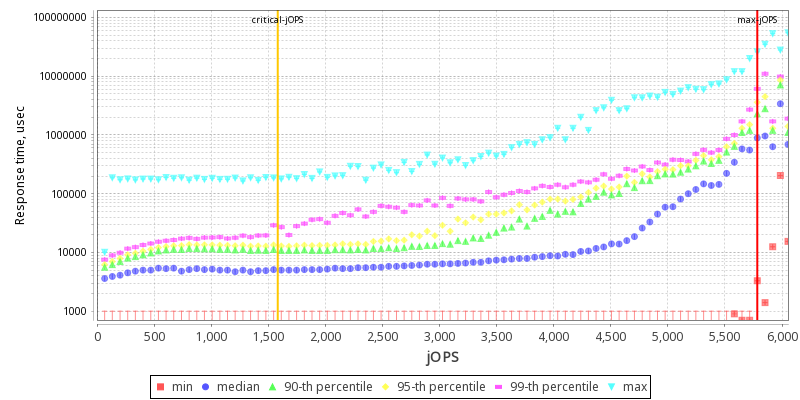 100000000
critical-jOPS
max-jOPS
10000000
1000000
100000
10000
1000
Response time, usec
0
500
1,000
1,500
2,000
2,500
3,000
3,500
4,000
4,500
5,000
5,500
6,000
jOPS
min
median
90-th percentile
95-th percentile
99-th percentile
max